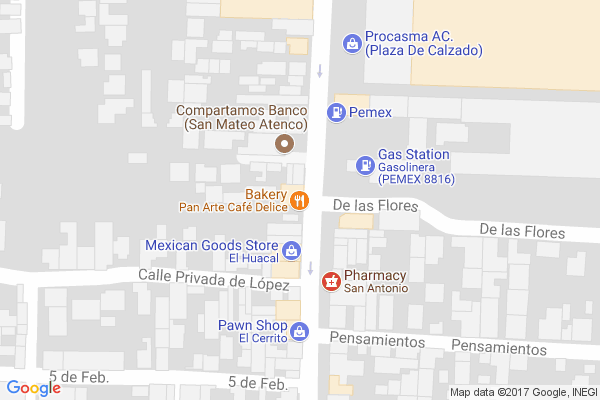 Procasma AC.
(Plaza De Calzado)
Compartamos Banco
(San Mateo Atenco)
Pemex
Gas Station
Gasolinera
(PEMEX 8816)
Bakery
Pan Arte Café Delice
De las Flores
De las Flores
Mexican Goods Store
El Huacal
Calle Privada de López
Pharmacy
San Antonio
Pawn Shop
El Cerrito
Pensamientos
Pensamientos
5 de Feb.
5 de Feb.
Google
Map data ©2017 Google, INEGI